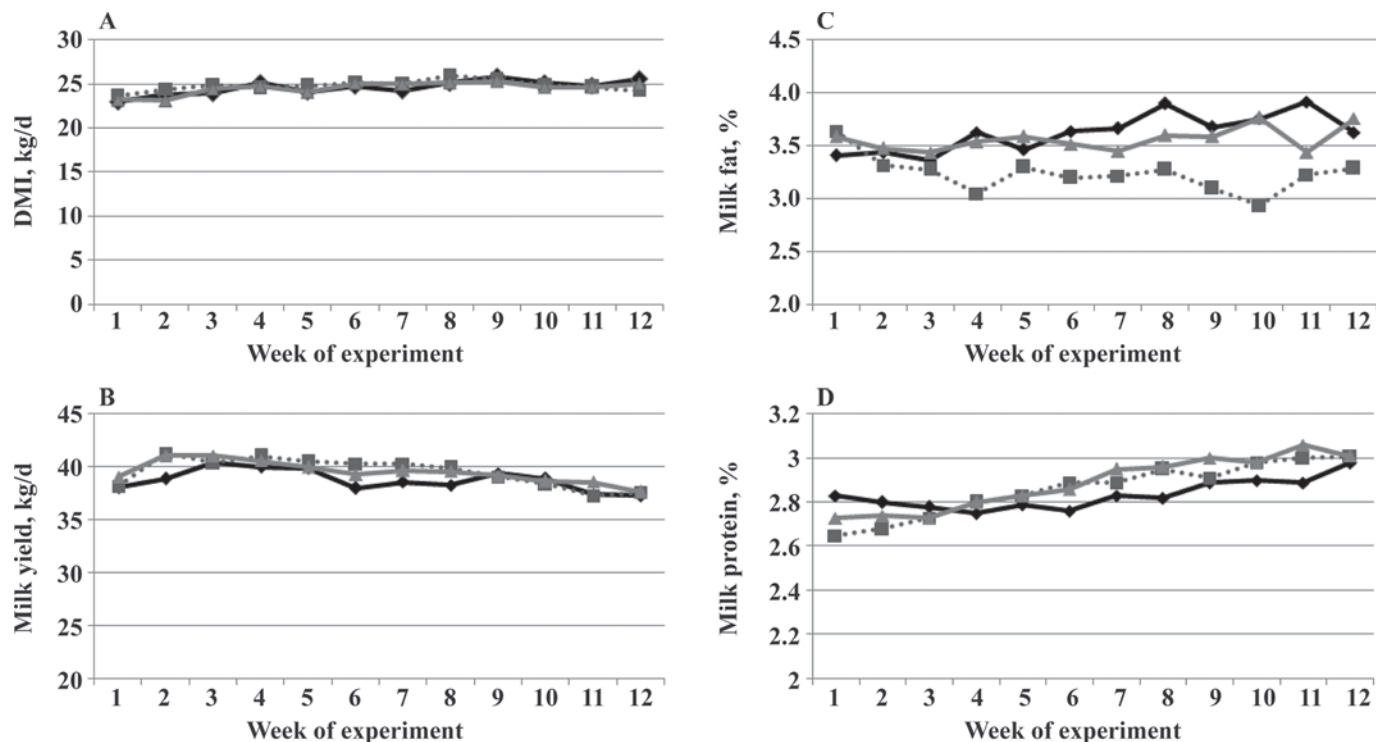 A
30
25
20
15
10
5
0
DMI, kg/d
1 2 3 4 5 6 7 8 9 10 11 12
Week of experiment
B
45
40
35
30
25
20
Milk yield, kg/d
1 2 3 4 5 6 7 8 9 10 11 12
Week of experiment
C
4.5
4.0
3.5
3.0
2.5
2.0
Milk fat, %
1 2 3 4 5 6 7 8 9 10 11 12
Week of experiment
D
3.2
3
2.8
2.6
2.4
2.2
2
Milk protein, %
1 2 3 4 5 6 7 8 9 10 11 12
Week of experiment